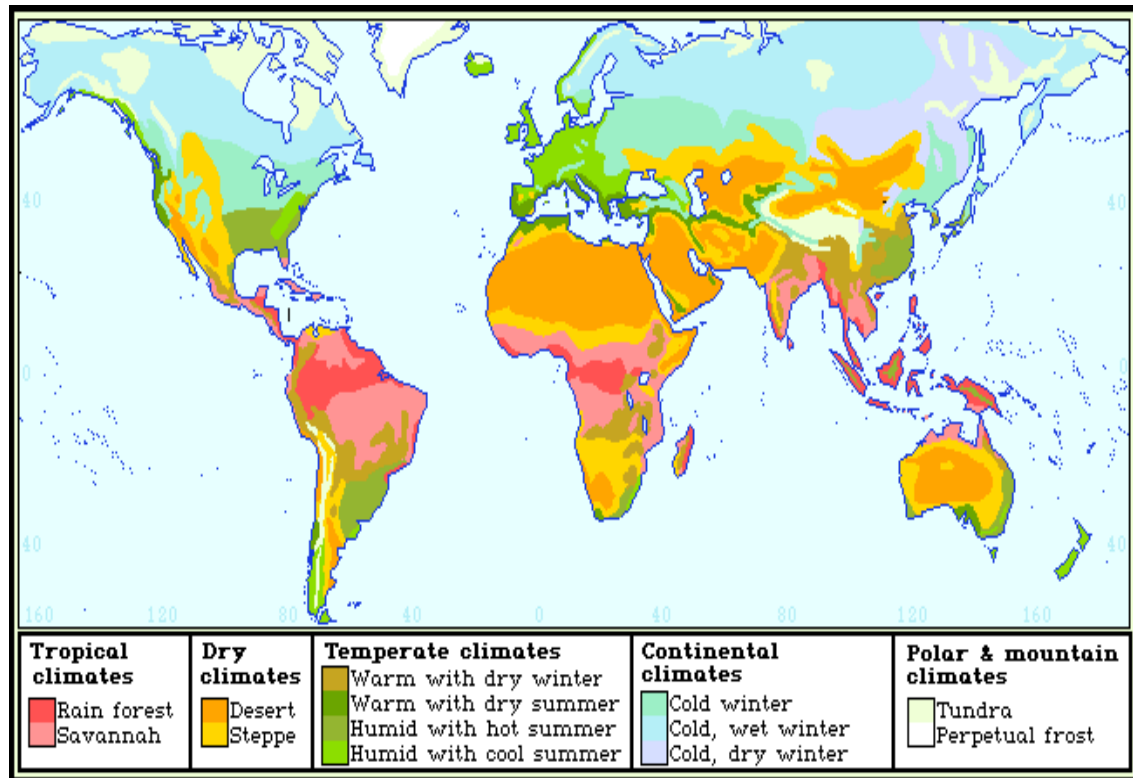 40
40
0
0
40
40
160 120 80 40 0 40 80 120 160
Tropical
climates
Rain forest
Savannah
Dry
climates
Desert
Steppe
Temperate climates
Warm with dry winter
Warm with dry summer
Humid with hot summer
Humid with cool summer
Continental
climates
Cold winter
Cold, wet winter
Cold, dry winter
Polar & mountain
climates
Tundra
Perpetual frost